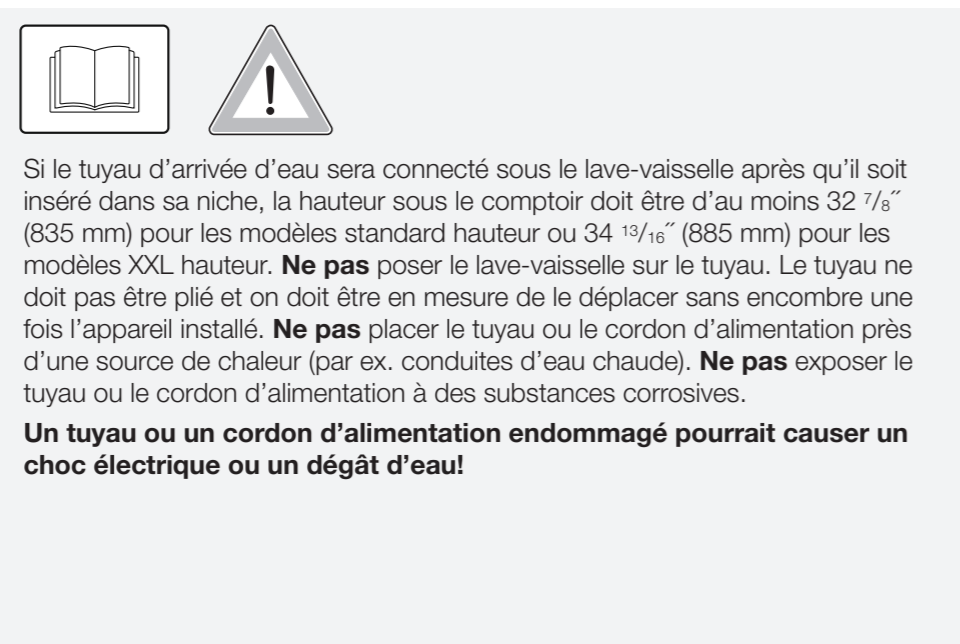 Si le tuyau d’arrivée d’eau sera connecté sous le lave-vaisselle après qu’il soit
inséré dans sa niche, la hauteur sous le comptoir doit être d’au moins 32 7/8˝
(835 mm) pour les modèles standard hauteur ou 34 13/16˝ (885 mm) pour les
modèles XXL hauteur. Ne pas poser le lave-vaisselle sur le tuyau. Le tuyau ne
doit pas être plié et on doit être en mesure de le déplacer sans encombre une
fois l’appareil installé. Ne pas placer le tuyau ou le cordon d’alimentation près
d’une source de chaleur (par ex. conduites d’eau chaude). Ne pas exposer le
tuyau ou le cordon d’alimentation à des substances corrosives.
Un tuyau ou un cordon d’alimentation endommagé pourrait causer un
choc électrique ou un dégât d’eau!